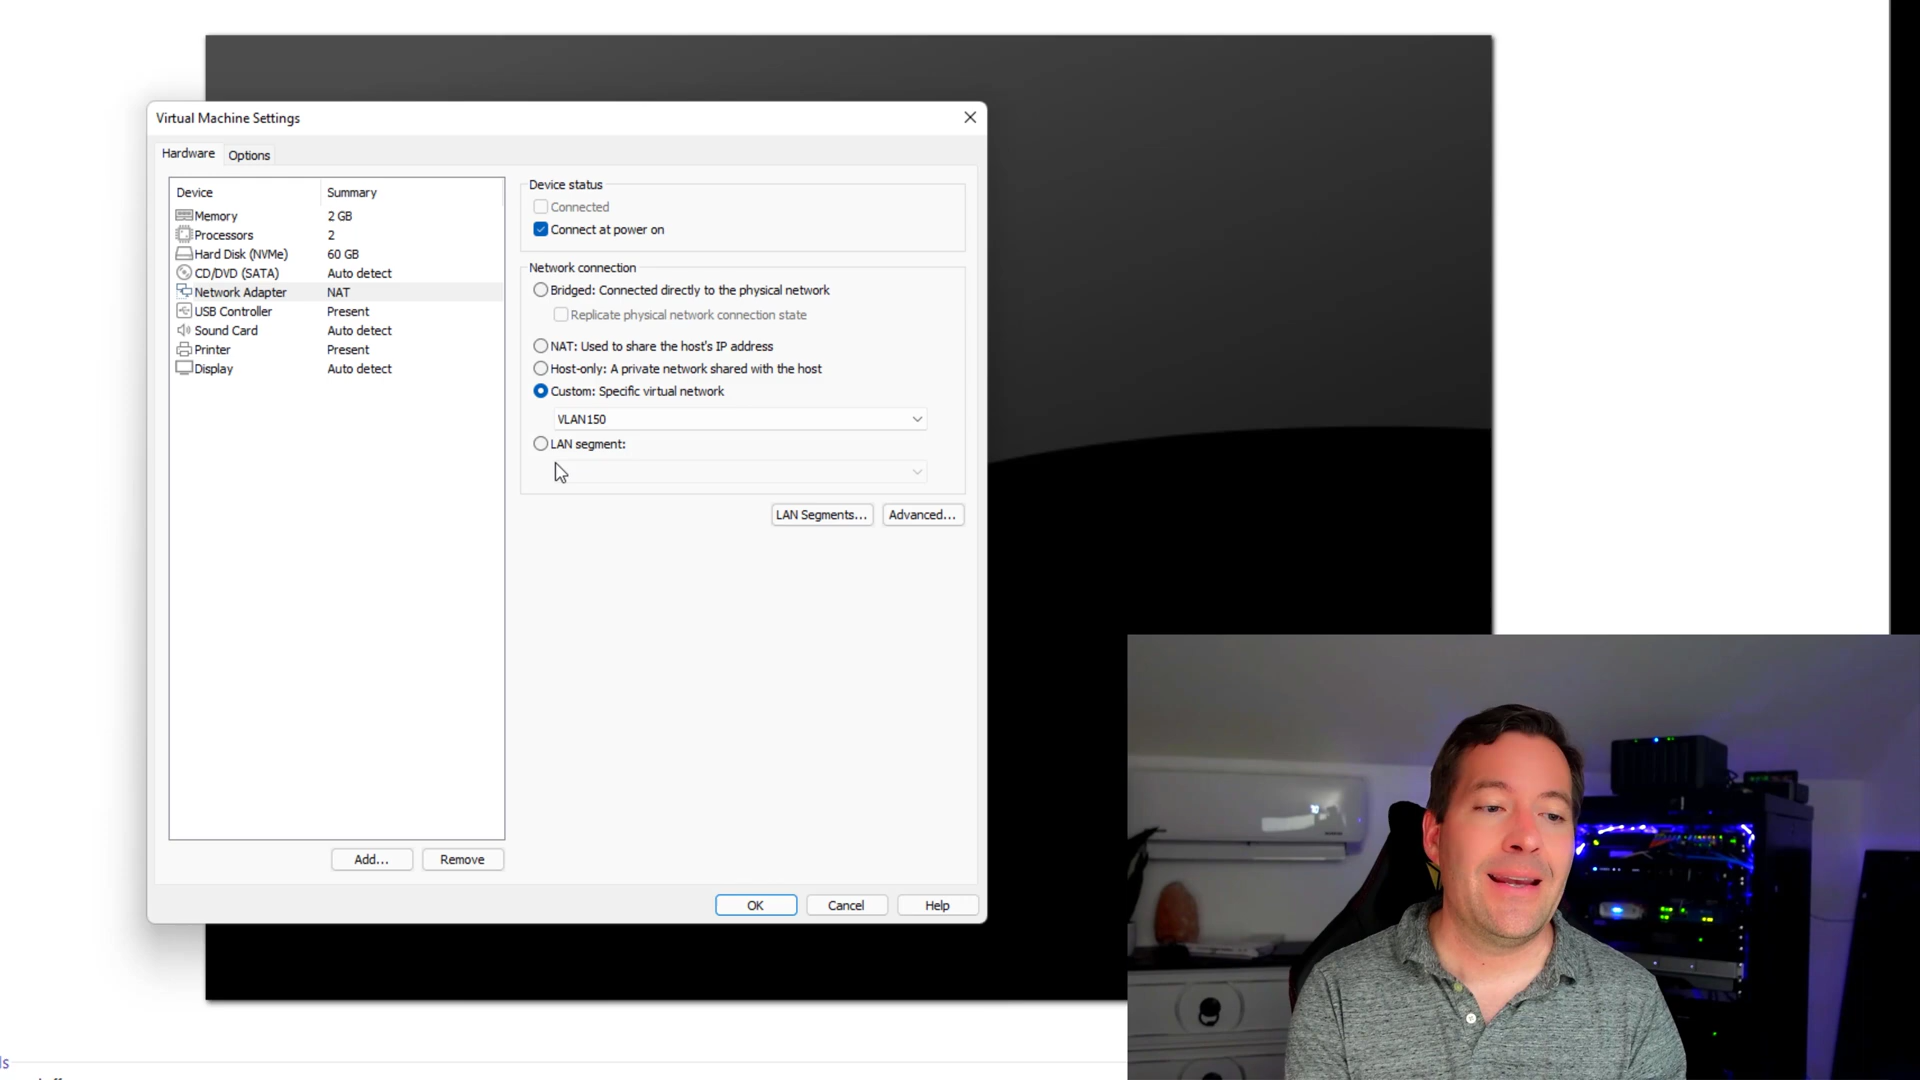 Virtual Machine Settings
Hardware
Options
Device Summary
Memory 2 GB
Processors 2
Hard Disk (NVMe) 60 GB
CD/DVD (SATA) Auto detect
Network Adapter NAT
USB Controller Present
Sound Card Auto detect
Printer Present
Display Auto detect
Add...
Remove
Device status
Connected
Connect at power on
Network connection
Bridged: Connected directly to the physical network
Replicate physical network connection state
NAT: Used to share the host's IP address
Host-only: A private network shared with the host
Custom: Specific virtual network
VLAN150
LAN segment:
LAN Segments...
Advanced...
OK
Cancel
Help